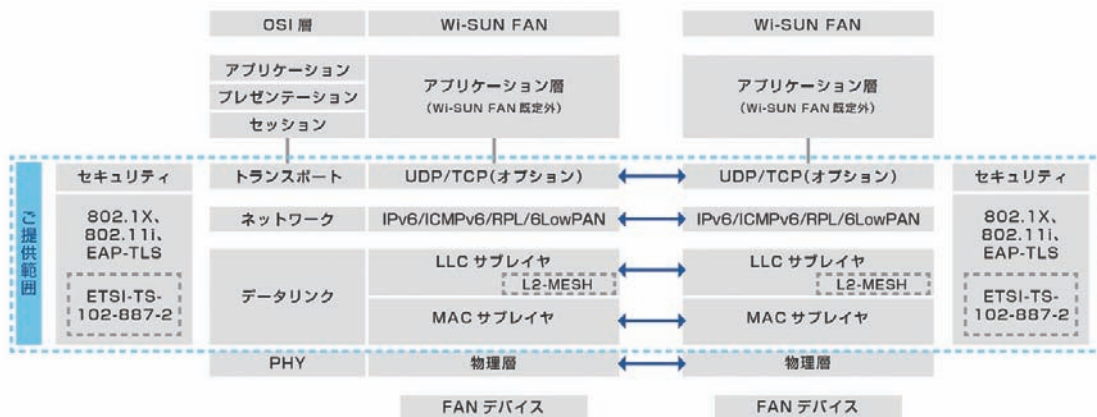 OSI 層
Wi-SUN FAN
Wi-SUN FAN
アプリケーション
プレゼンテーション
セッション
アプリケーション層
(Wi-SUN FAN 既定外)
アプリケーション層
(Wi-SUN FAN 既定外)
ご提供範囲
セキュリティ
トランスポート
UDP/TCP(オプション)
UDP/TCP(オプション)
セキュリティ
802.1X、
802.11i、
EAP-TLS
ETSI-TS-
102-887-2
ネットワーク
IPv6/ICMPv6/RPL/6LowPAN
IPv6/ICMPv6/RPL/6LowPAN
データリンク
LLC サブレイヤ
L2-MESH
MAC サブレイヤ
LLC サブレイヤ
L2-MESH
MAC サブレイヤ
802.1X、
802.11i、
EAP-TLS
ETSI-TS-
102-887-2
PHY
物理層
物理層
FAN デバイス
FAN デバイス